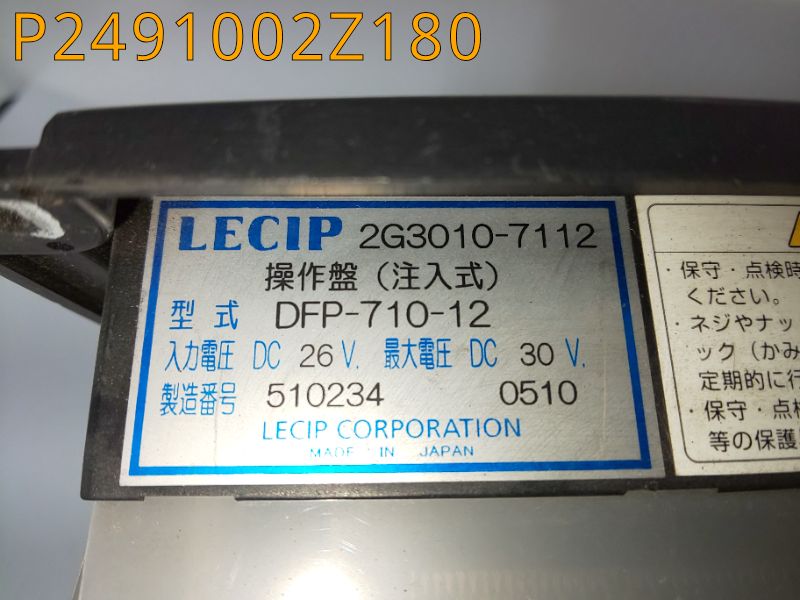 P2491002Z180
LECIP 2G3010-7112
操作盤（注入式）
型式 DFP-710-12
入力電圧 DC 26 V. 最大電圧 DC 30 V.
製造番号 510234 0510
LECIP CORPORATION
MADE IN JAPAN
・保守・点検時
ください。
・ネジやナッ
ック（かみ
定期的に行
・保守・点検
等の保護